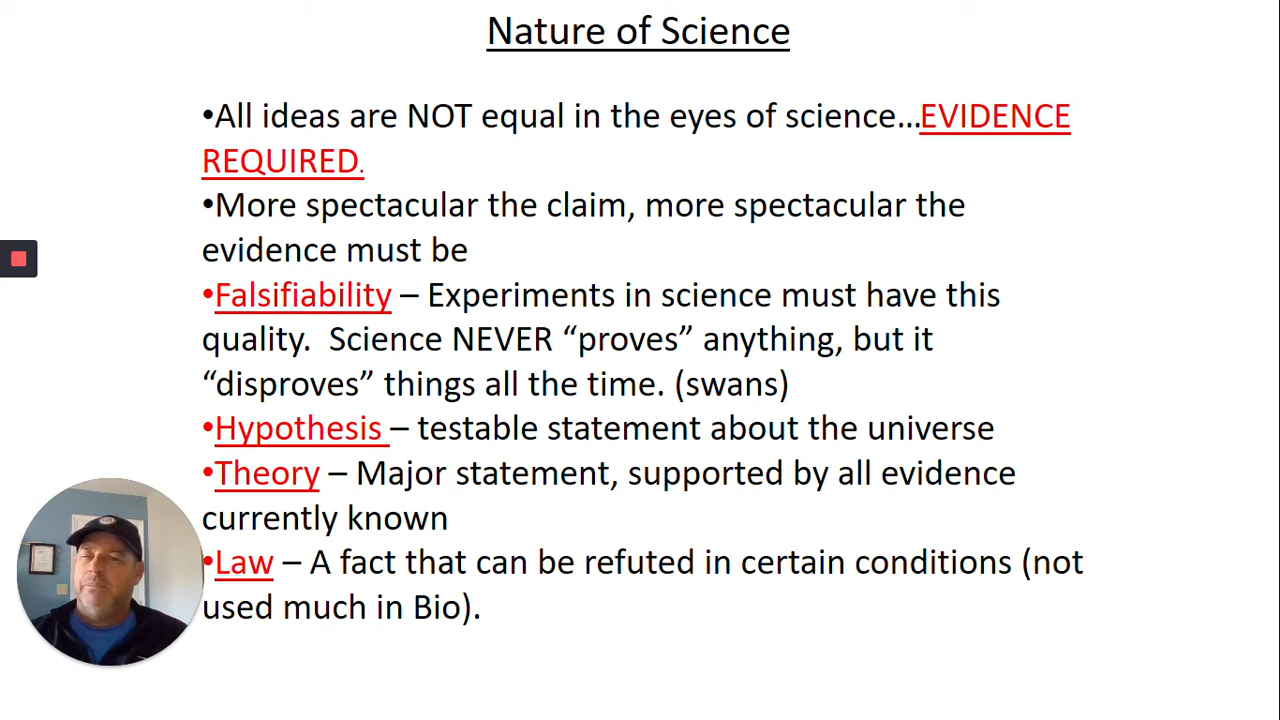 Nature of Science
•All ideas are NOT equal in the eyes of science…EVIDENCE
REQUIRED.
•More spectacular the claim, more spectacular the
evidence must be
•Falsifiability – Experiments in science must have this
quality.  Science NEVER “proves” anything, but it
“disproves” things all the time. (swans)
•Hypothesis – testable statement about the universe
•Theory – Major statement, supported by all evidence
currently known
•Law – A fact that can be refuted in certain conditions (not
used much in Bio).